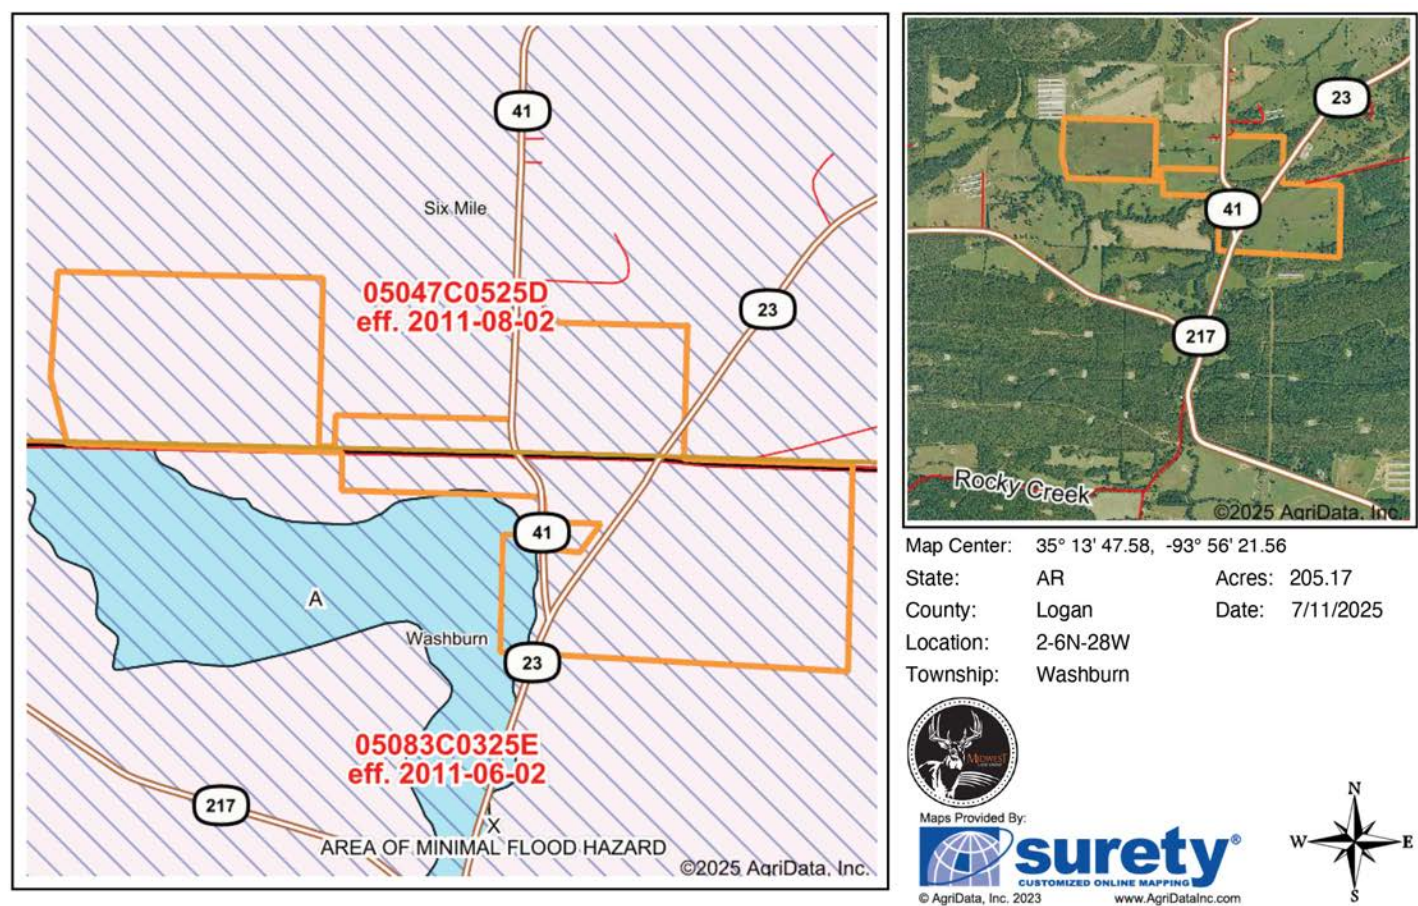 41
Six Mile
05047C0525D
eff. 2011-08-02
23
41
A
Washburn
23
05083C0325E
eff. 2011-06-02
217
X
AREA OF MINIMAL FLOOD HAZARD
©2025 AgriData, Inc.
23
41
217
Rocky Creek
©2025 AgriData, Inc.
Map Center: 35° 13' 47.58, -93° 56' 21.56
State: AR Acres: 205.17
County: Logan Date: 7/11/2025
Location: 2-6N-28W
Township: Washburn
MIDWEST
Maps Provided By:
surety®
CUSTOMIZED ONLINE MAPPING
© AgriData, Inc. 2023 www.AgriDataInc.com
N
W E
S